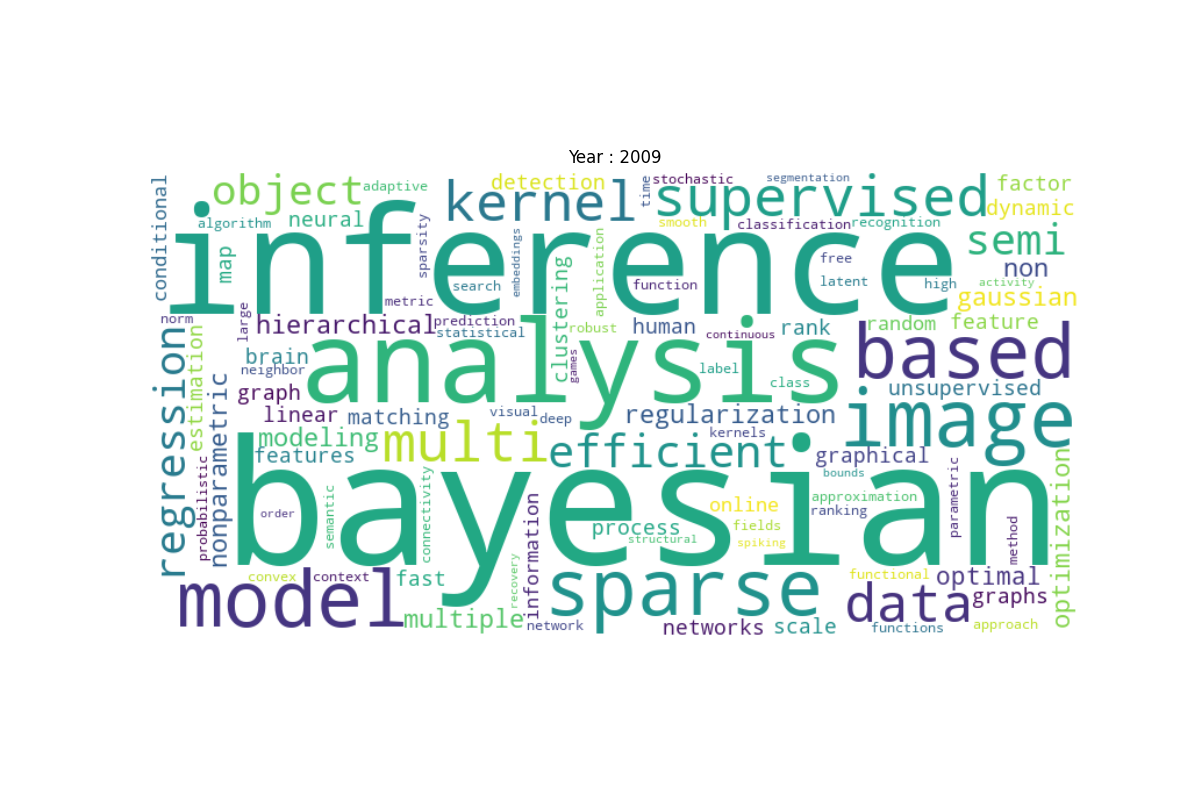 Year : 2009
conditional
object
adaptive
kernel
detection
time
stochastic
segmentation
supervised
factor
dynamic
algorithm
neural
inference
sparsity
smooth
classification
recognition
semi
map
embeddings
application
free
non
search
function
latent
high
activity
gaussian
metric
clustering
norm
large
hierarchical
prediction
statistical
robust
human
continuous
rank
random
feature
regression
estimation
brain
neighbor
analysis
games
label
class
based
unsupervised
graph
nonparametric
linear
matching
visual
deep
regularization
kernels
image
modeling
features
multi
efficient
graphical
bounds
probabilistic
bayesian
order
semantic
connectivity
information
process
structural
online
fields
spiking
approximation
ranking
parametric
method
optimization
convex
context
fast
recovery
sparse
functional
optimal
model
multiple
network
networks
scale
data
graphs
functions
approach